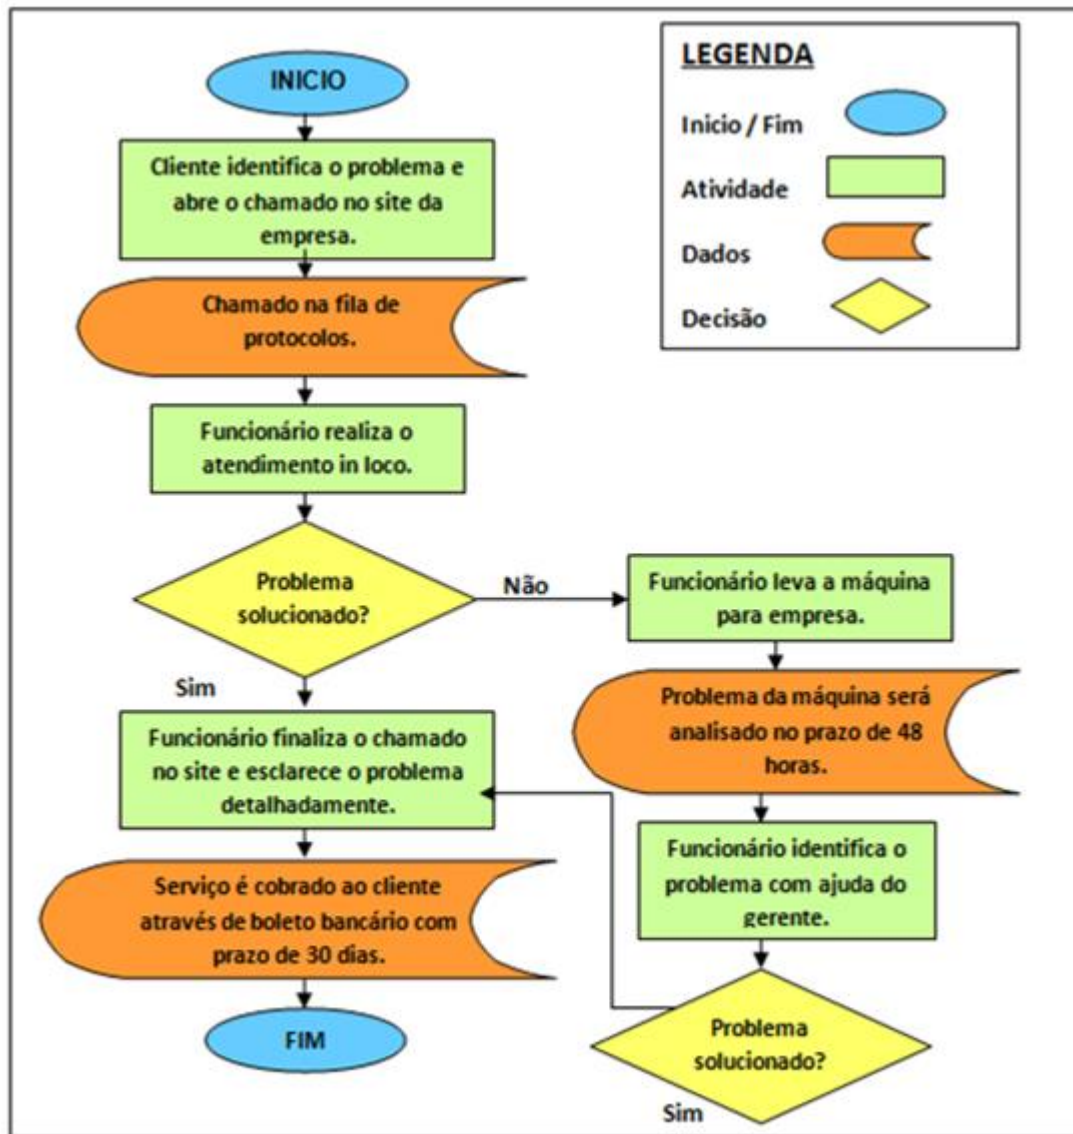 INICIO
Cliente identifica o problema e
abre o chamado no site da
empresa.
Chamado na fila de
protocolos.
Funcionário realiza o
atendimento in loco.
Problema
solucionado?
Não
Sim
Funcionário finaliza o chamado
no site e esclarece o problema
detalhadamente.
Serviço é cobrado ao cliente
através de boleto bancário com
prazo de 30 dias.
FIM
Funcionário leva a máquina
para empresa.
Problema da máquina será
analisado no prazo de 48
horas.
Funcionário identifica o
problema com ajuda do
gerente.
Problema
solucionado?
Sim
LEGENDA
Inicio / Fim
Atividade
Dados
Decisão